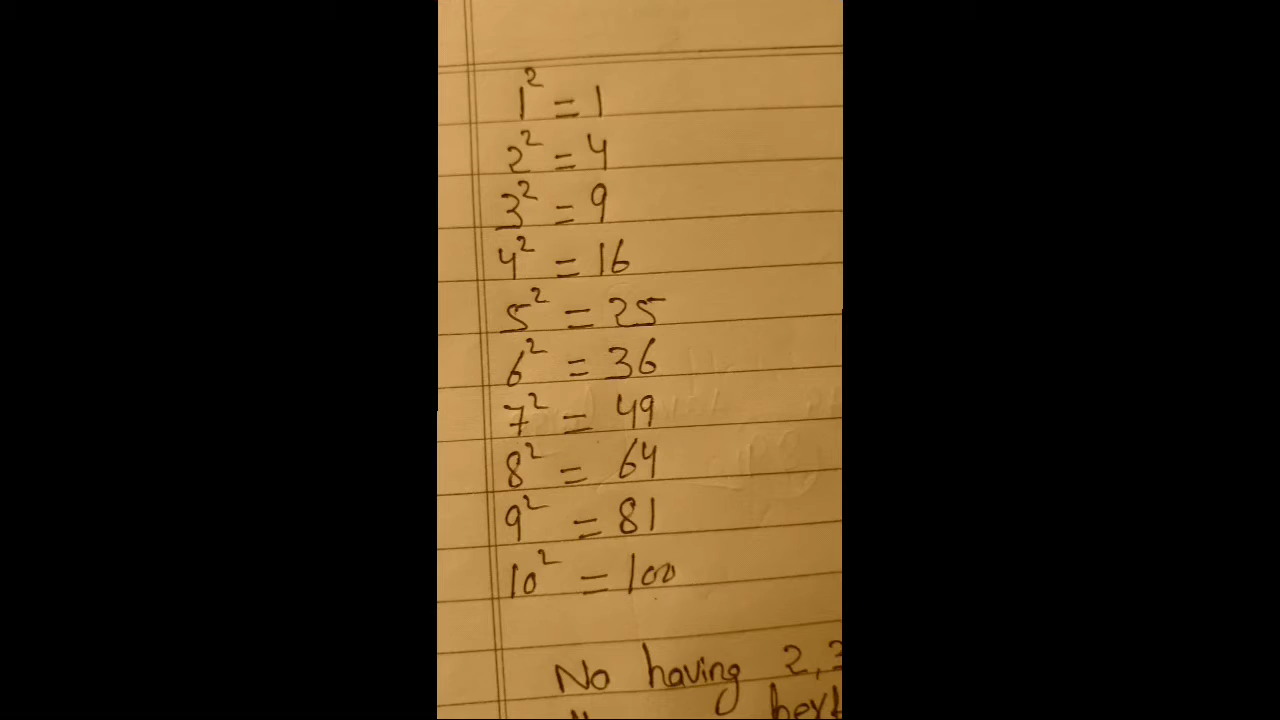 1² = 1
2² = 4
3² = 9
4² = 16
5² = 25
6² = 36
7² = 49
8² = 64
9² = 81
10² = 100
No having 2,